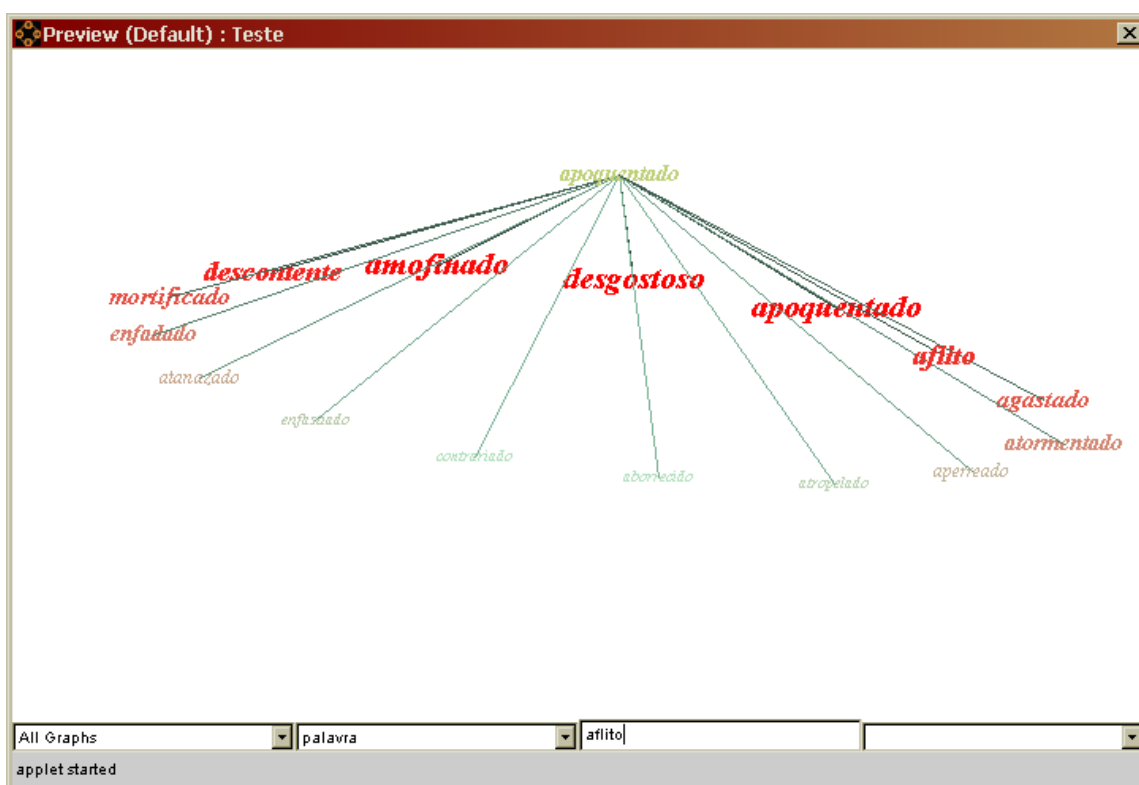 Preview (Default) : Teste
apoquentado
descontente
amofinado
desgostoso
mortificado
apoquentado
enfadado
aflito
atanazado
agastado
enfastiado
atormentado
contrariado
aborrecido
atropelado
aperreado
All Graphs
palavra
aflito
applet started